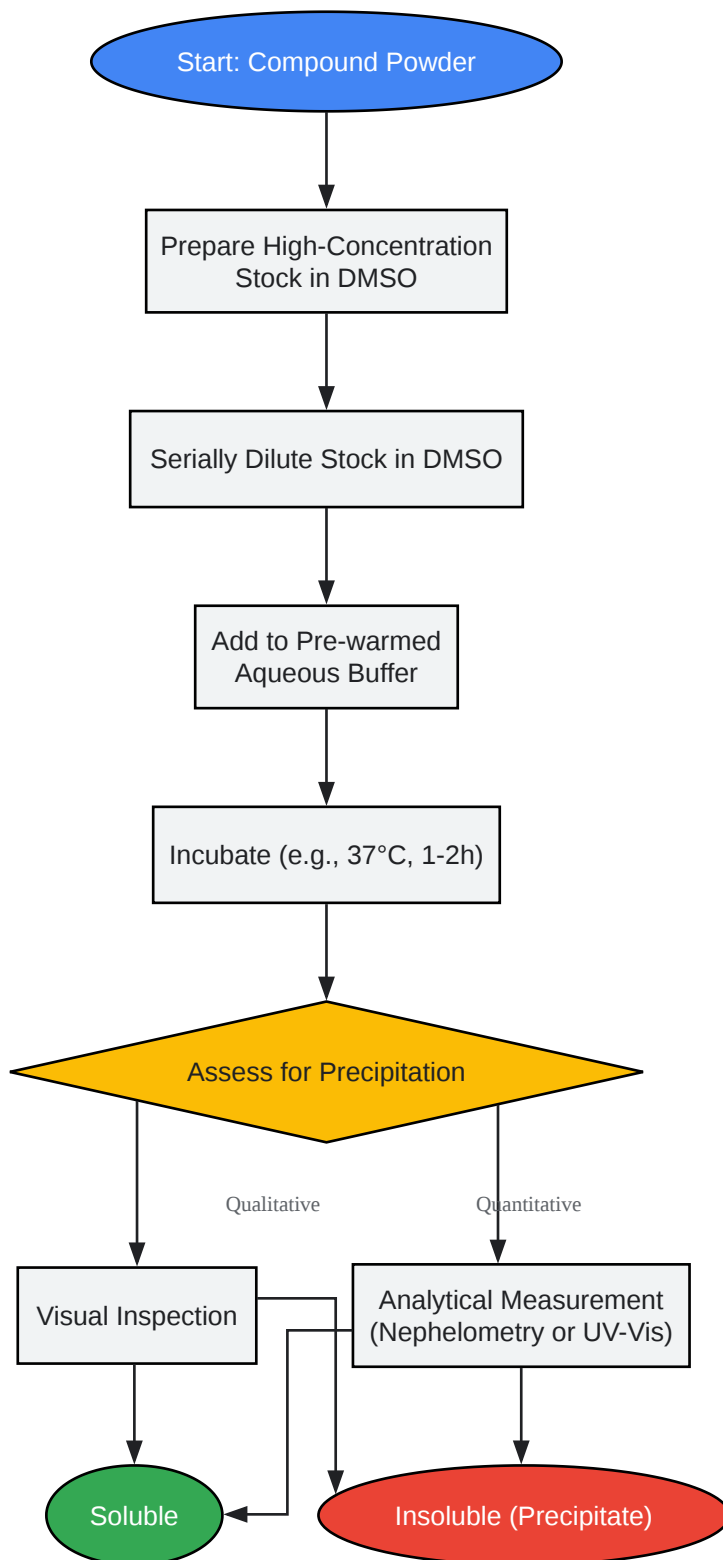 Start: Compound Powder
Prepare High-Concentration
Stock in DMSO
Serially Dilute Stock in DMSO
Add to Pre-warmed
Aqueous Buffer
Incubate (e.g., 37°C, 1-2h)
Assess for Precipitation
Qualitative
Quantitative
Visual Inspection
Analytical Measurement
(Nephelometry or UV-Vis)
Soluble
Insoluble (Precipitate)